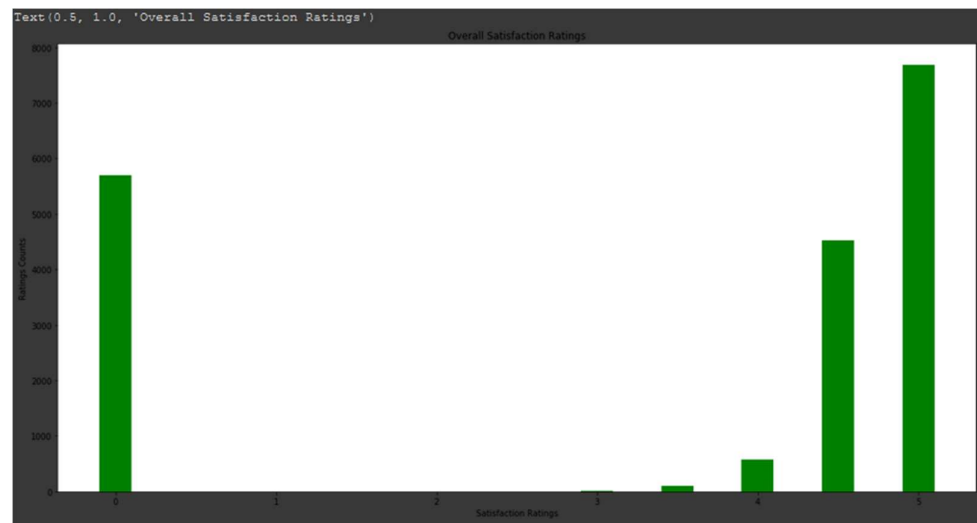 Text(0.5, 1.0, 'Overall Satisfaction Ratings')
Overall Satisfaction Ratings
8000
7000
6000
5000
4000
3000
2000
1000
0
Ratings Counts
0 1 2 3 4 5
Satisfaction Ratings